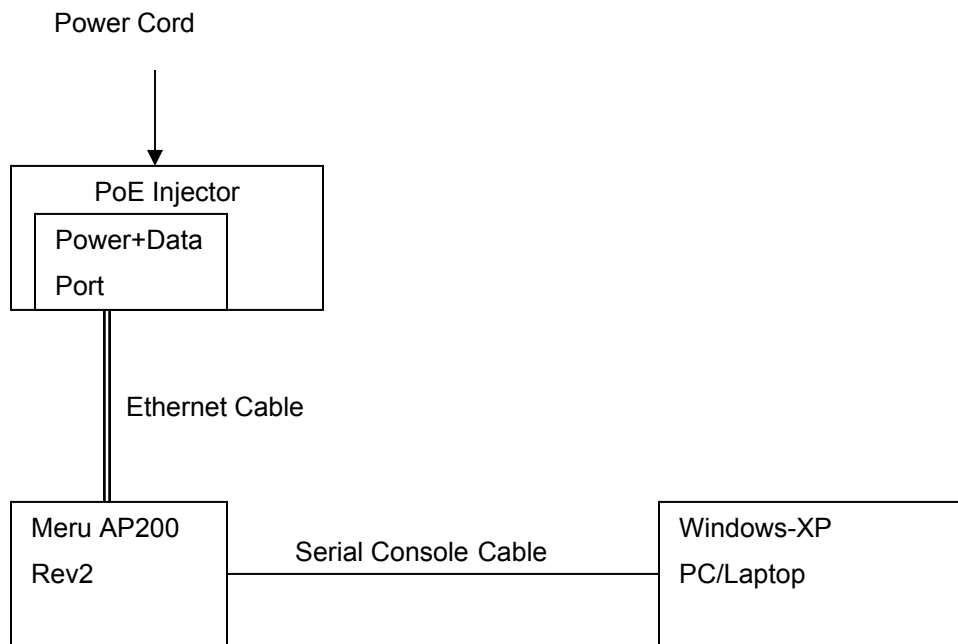 Power Cord
PoE Injector
Power+Data
Port
Ethernet Cable
Meru AP200
Rev2
Serial Console Cable
Windows-XP
PC/Laptop